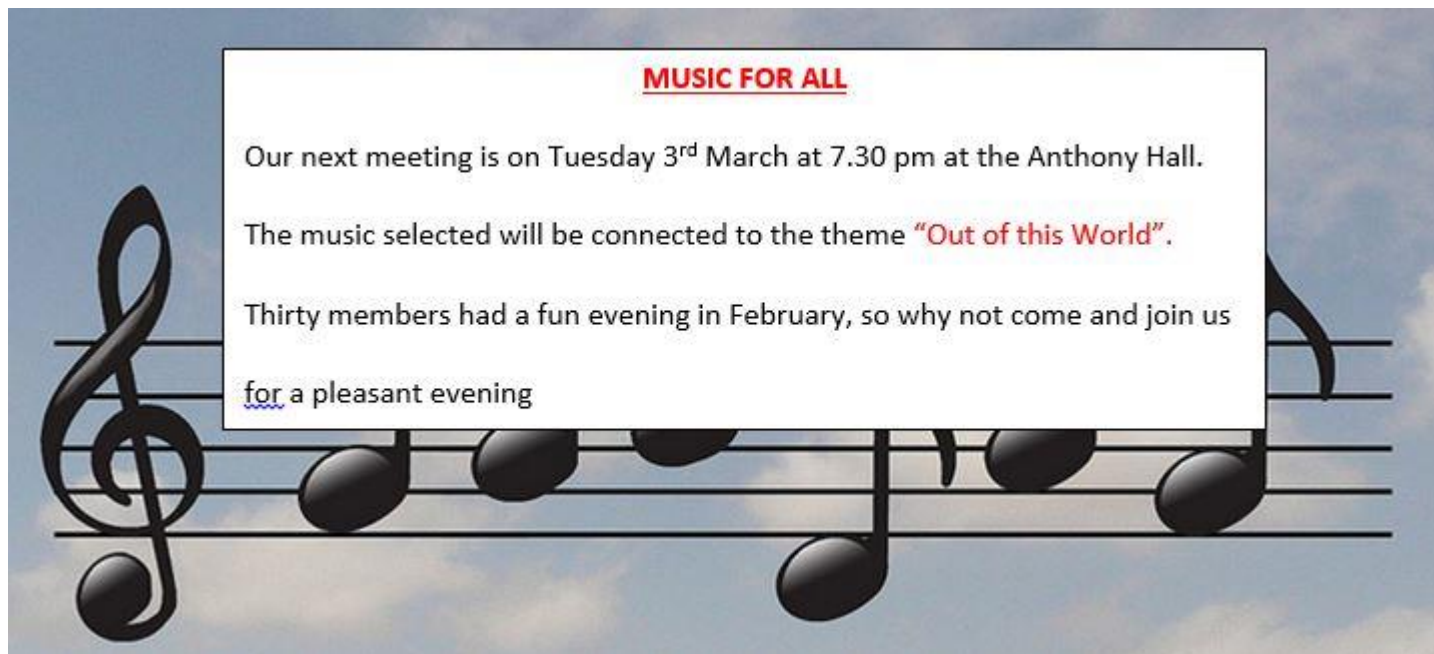 MUSIC FOR ALL
Our next meeting is on Tuesday 3rd March at 7.30 pm at the Anthony Hall.
The music selected will be connected to the theme “Out of this World”.
Thirty members had a fun evening in February, so why not come and join us
for a pleasant evening